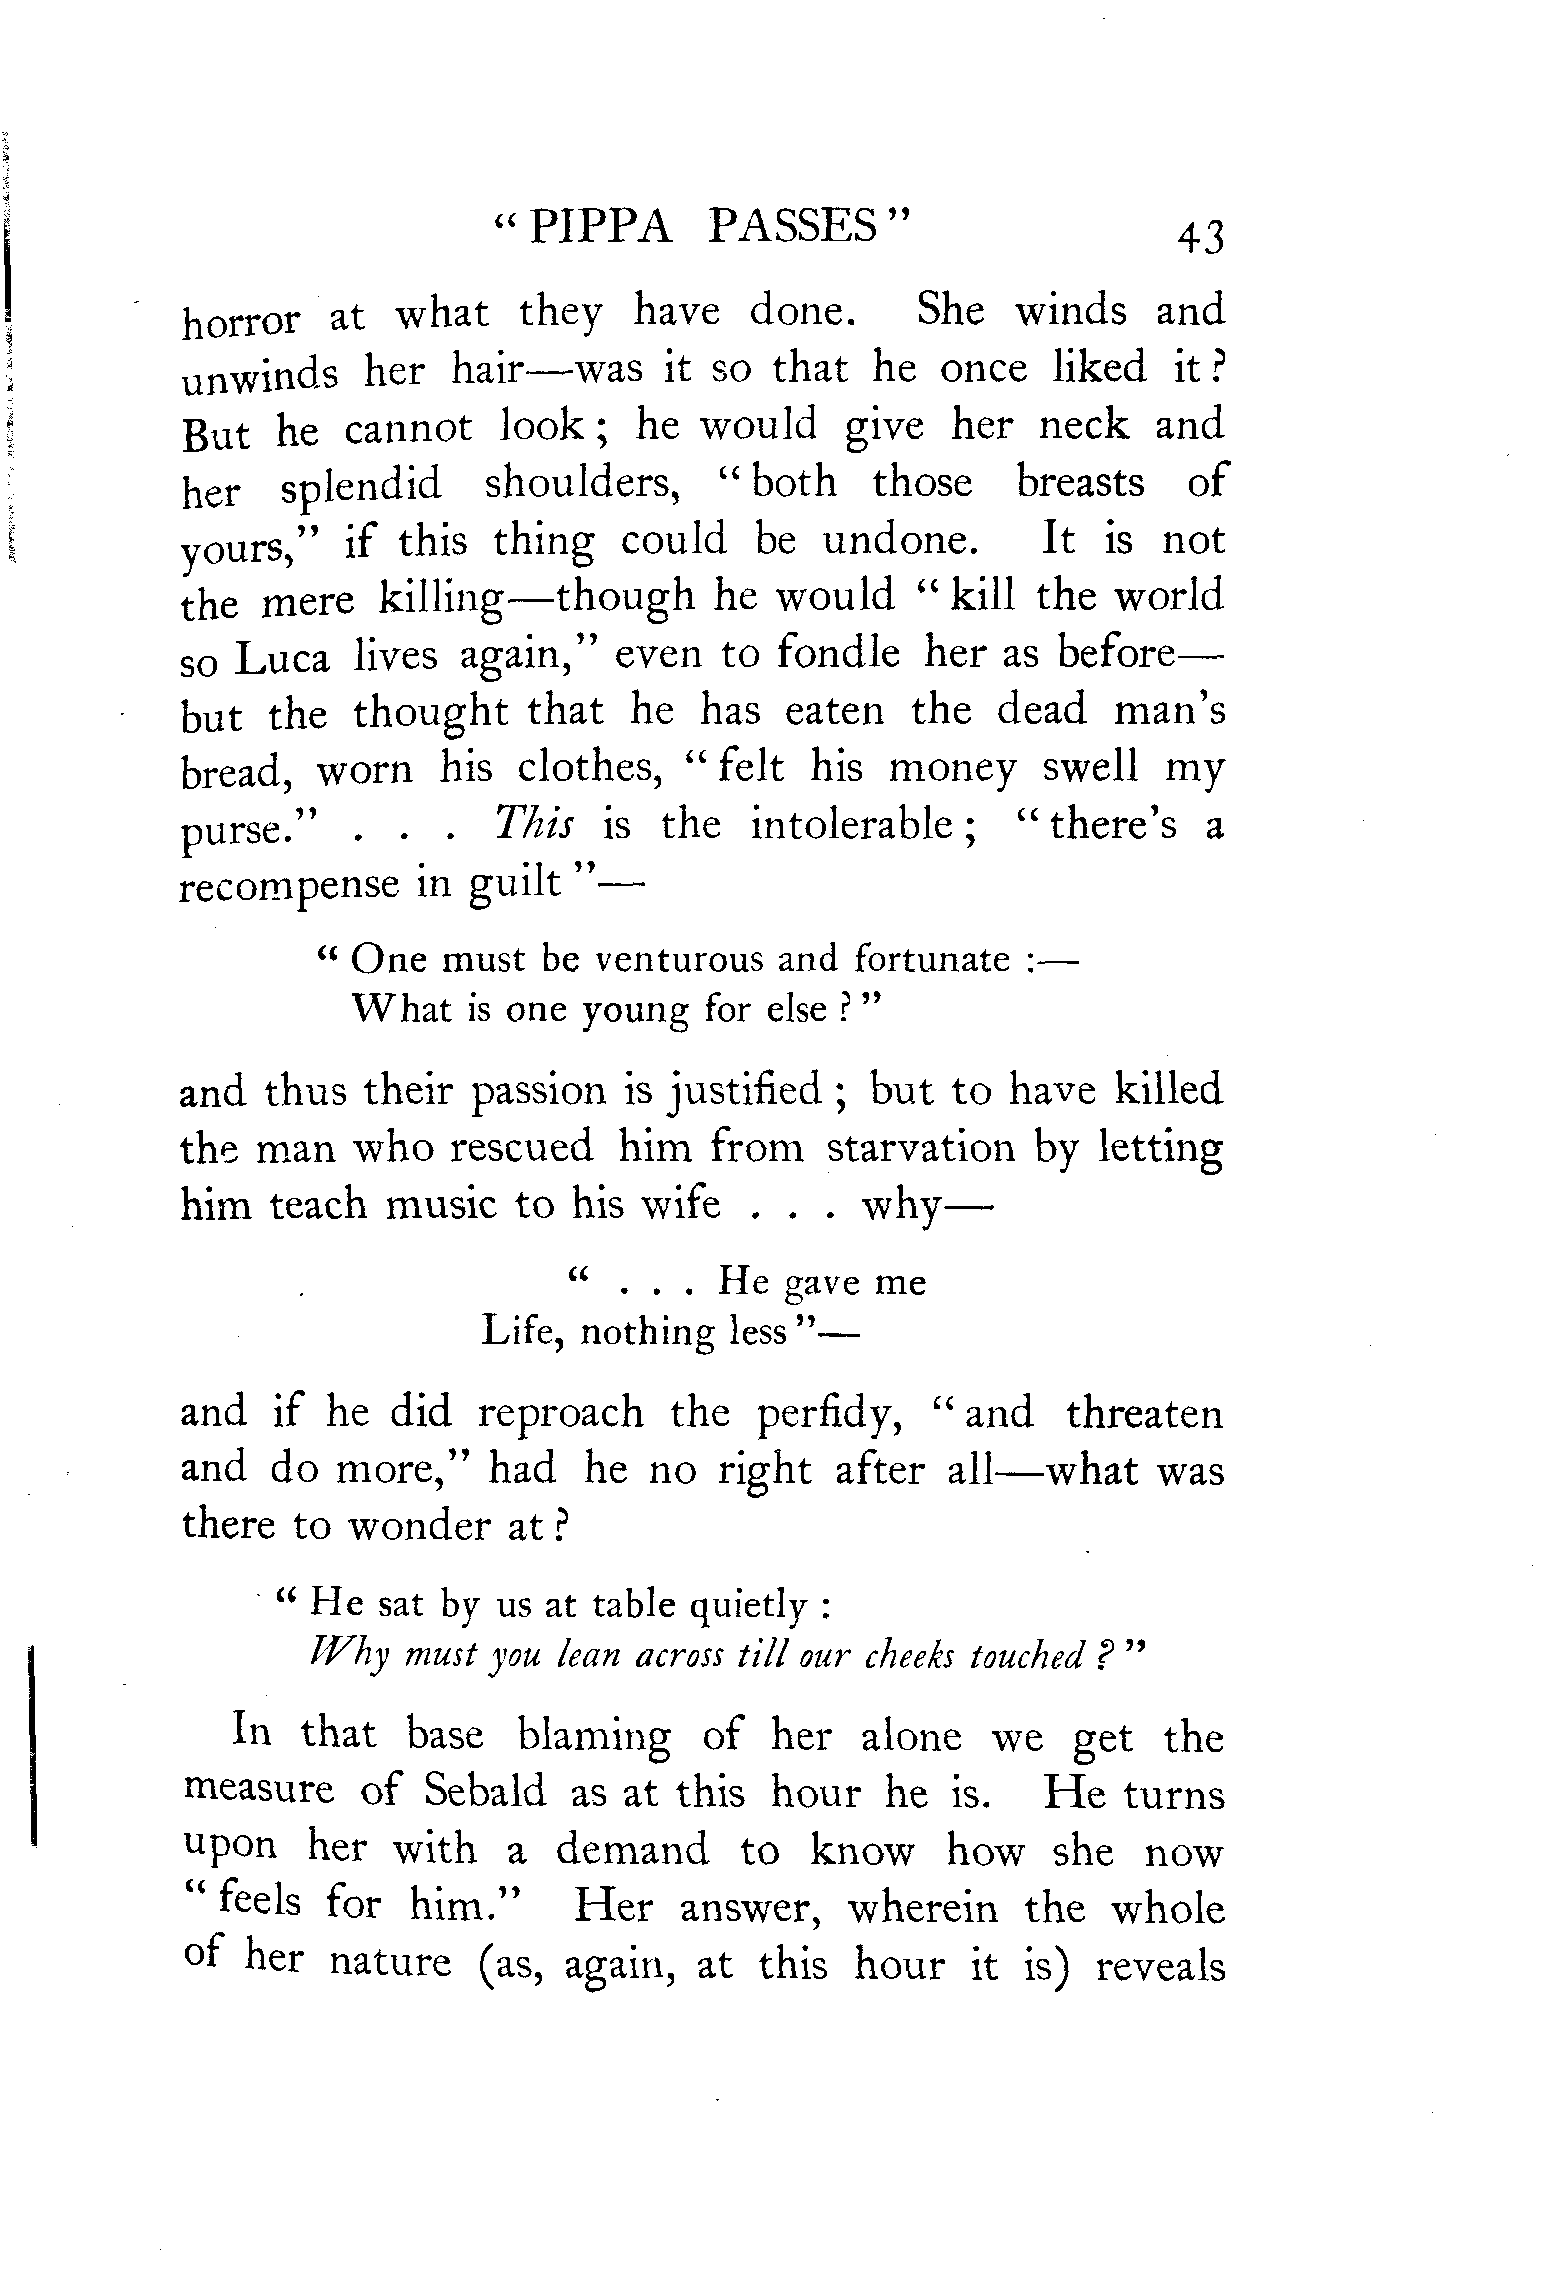 “PIPPA PASSES” 43
horror at what they have done. She winds and
unwinds her hair—was it so that he once liked it?
But he cannot look; he would give her neck and
her splendid shoulders, “both those breasts of
yours,” if this thing could be undone. It is not
the mere killing—though he would “kill the world
so Luca lives again,” even to fondle her as before—
but the thought that he has eaten the dead man’s
bread, worn his clothes, “felt his money swell my
purse.” . . . This is the intolerable; “there’s a
recompense in guilt”—
“One must be venturous and fortunate:—
What is one young for else?”
and thus their passion is justified; but to have killed
the man who rescued him from starvation by letting
him teach music to his wife . . . why—
“ . . . He gave me
Life, nothing less”—
and if he did reproach the perfidy, “and threaten
and do more,” had he no right after all—what was
there to wonder at?
“He sat by us at table quietly:
Why must you lean across till our cheeks touched?”
In that base blaming of her alone we get the
measure of Sebald as at this hour he is. He turns
upon her with a demand to know how she now
“feels for him.” Her answer, wherein the whole
of her nature (as, again, at this hour it is) reveals